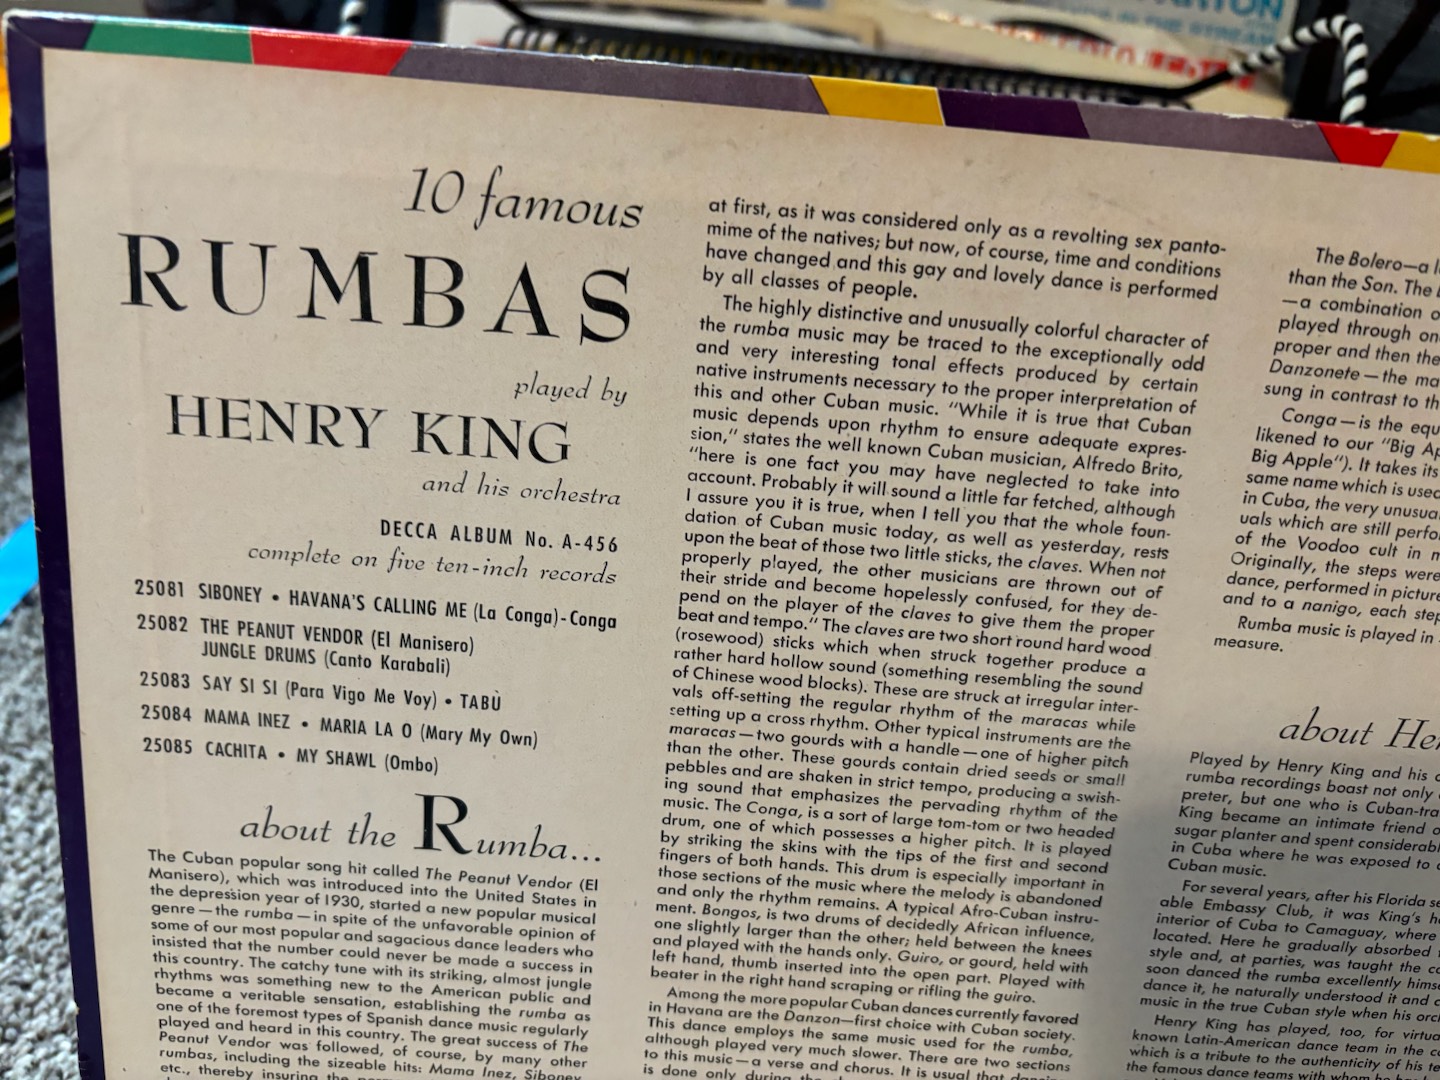 10 famous
RUMBAS
played by
HENRY KING
and his orchestra
DECCA ALBUM No. A-456
complete on five ten-inch records
25081 SIBONEY • HAVANA'S CALLING ME (La Conga)-Conga
25082 THE PEANUT VENDOR (El Manisero)
JUNGLE DRUMS (Canto Karabali)
25083 SAY SI SI (Para Vigo Me Voy) • TABÙ
25084 MAMA INEZ • MARIA LA O (Mary My Own)
25085 CACHITA • MY SHAWL (Ombo)
about the Rumba...
The Cuban popular song hit called The Peanut Vendor (El
Manisero), which was introduced into the United States in
the depression year of 1930, started a new popular musical
genre—the rumba—in spite of the unfavorable opinion of
some of our most popular and sagacious dance leaders who
insisted that the number could never be made a success in
this country. The catchy tune with its striking, almost jungle
rhythms was something new to the American public and
became a veritable sensation, establishing the rumba as
one of the foremost types of Spanish dance music regularly
played and heard in this country. The great success of The
Peanut Vendor was followed, of course, by many other
rumbas, including the sizeable hits: Mama Inez, Siboney,
etc., thereby insuring the
at first, as it was considered only as a revolting sex panto-
mime of the natives; but now, of course, time and conditions
have changed and this gay and lovely dance is performed
by all classes of people.
The highly distinctive and unusually colorful character of
the rumba music may be traced to the exceptionally odd
and very interesting tonal effects produced by certain
native instruments necessary to the proper interpretation of
this and other Cuban music. "While it is true that Cuban
music depends upon rhythm to ensure adequate expres-
sion," states the well known Cuban musician, Alfredo Brito,
"here is one fact you may have neglected to take into
account. Probably it will sound a little far fetched, although
I assure you it is true, when I tell you that the whole foun-
dation of Cuban music today, as well as yesterday, rests
upon the beat of those two little sticks, the claves. When not
properly played, the other musicians are thrown out of
their stride and become hopelessly confused, for they de-
pend on the player of the claves to give them the proper
beat and tempo." The claves are two short round hard wood
(rosewood) sticks which when struck together produce a
rather hard hollow sound (something resembling the sound
of Chinese wood blocks). These are struck at irregular inter-
vals off-setting the regular rhythm of the maracas while
setting up a cross rhythm. Other typical instruments are the
maracas—two gourds with a handle—one of higher pitch
than the other. These gourds contain dried seeds or small
pebbles and are shaken in strict tempo, producing a swish-
ing sound that emphasizes the pervading rhythm of the
music. The Conga, is a sort of large tom-tom or two headed
drum, one of which possesses a higher pitch. It is played
by striking the skins with the tips of the first and second
fingers of both hands. This drum is especially important in
those sections of the music where the melody is abandoned
and only the rhythm remains. A typical Afro-Cuban instru-
ment. Bongos, is two drums of decidedly African influence,
one slightly larger than the other; held between the knees
and played with the hands only. Guiro, or gourd, held with
left hand, thumb inserted into the open part. Played with
beater in the right hand scraping or rifling the guiro.
Among the more popular Cuban dances currently favored
in Havana are the Danzon—first choice with Cuban society.
This dance employs the same music used for the rumba,
although played very much slower. There are two sections
to this music—a verse and chorus. It is usual that
is done only during the
The Bolero—a
than the Son. The
—a combination
played through
proper and then the
Danzonete—the
sung in contrast to
Conga—is the
likened to our "Big
Big Apple"). It takes its
same name which is used
in Cuba, the very
uals which are still
of the Voodoo cult in
Originally, the steps were
dance, performed in
and to a nanigo, each
Rumba music is played in
measure.
about
Played by Henry King and his
rumba recordings boast not only
preter, but one who is
King became an intimate friend
sugar planter and spent
in Cuba where he was exposed to
Cuban music.
For several years, after his Florida
able Embassy Club, it was King's
interior of Cuba to Camaguey, where
located. Here he gradually absorbed
style and, at parties, was taught the
soon danced the rumba excellently
dance it, he naturally understood it and
music in the true Cuban style when his
Henry King has played, too, for
known Latin-American dance team in the
which is a tribute to the authenticity of his
the famous dance teams with whom he